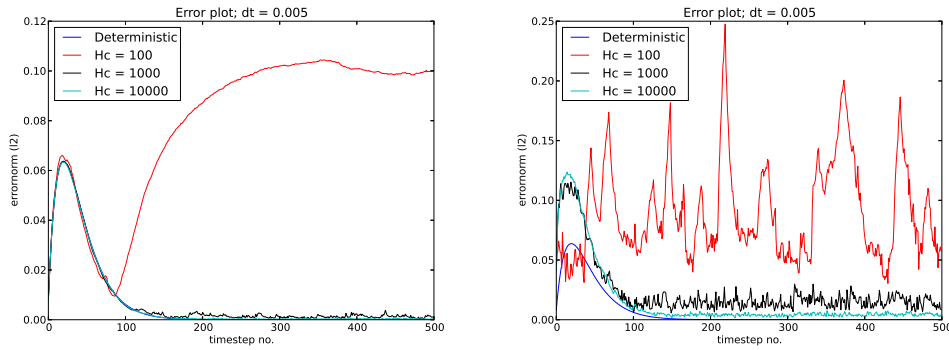 Error plot; dt = 0.005
Deterministic
Hc = 100
Hc = 1000
Hc = 10000
errornorm (l2)
0.12
0.10
0.08
0.06
0.04
0.02
0.00
0
100
200
300
400
500
timestep no.
Error plot; dt = 0.005
Deterministic
Hc = 100
Hc = 1000
Hc = 10000
errornorm (l2)
0.25
0.20
0.15
0.10
0.05
0.00
0
100
200
300
400
500
timestep no.